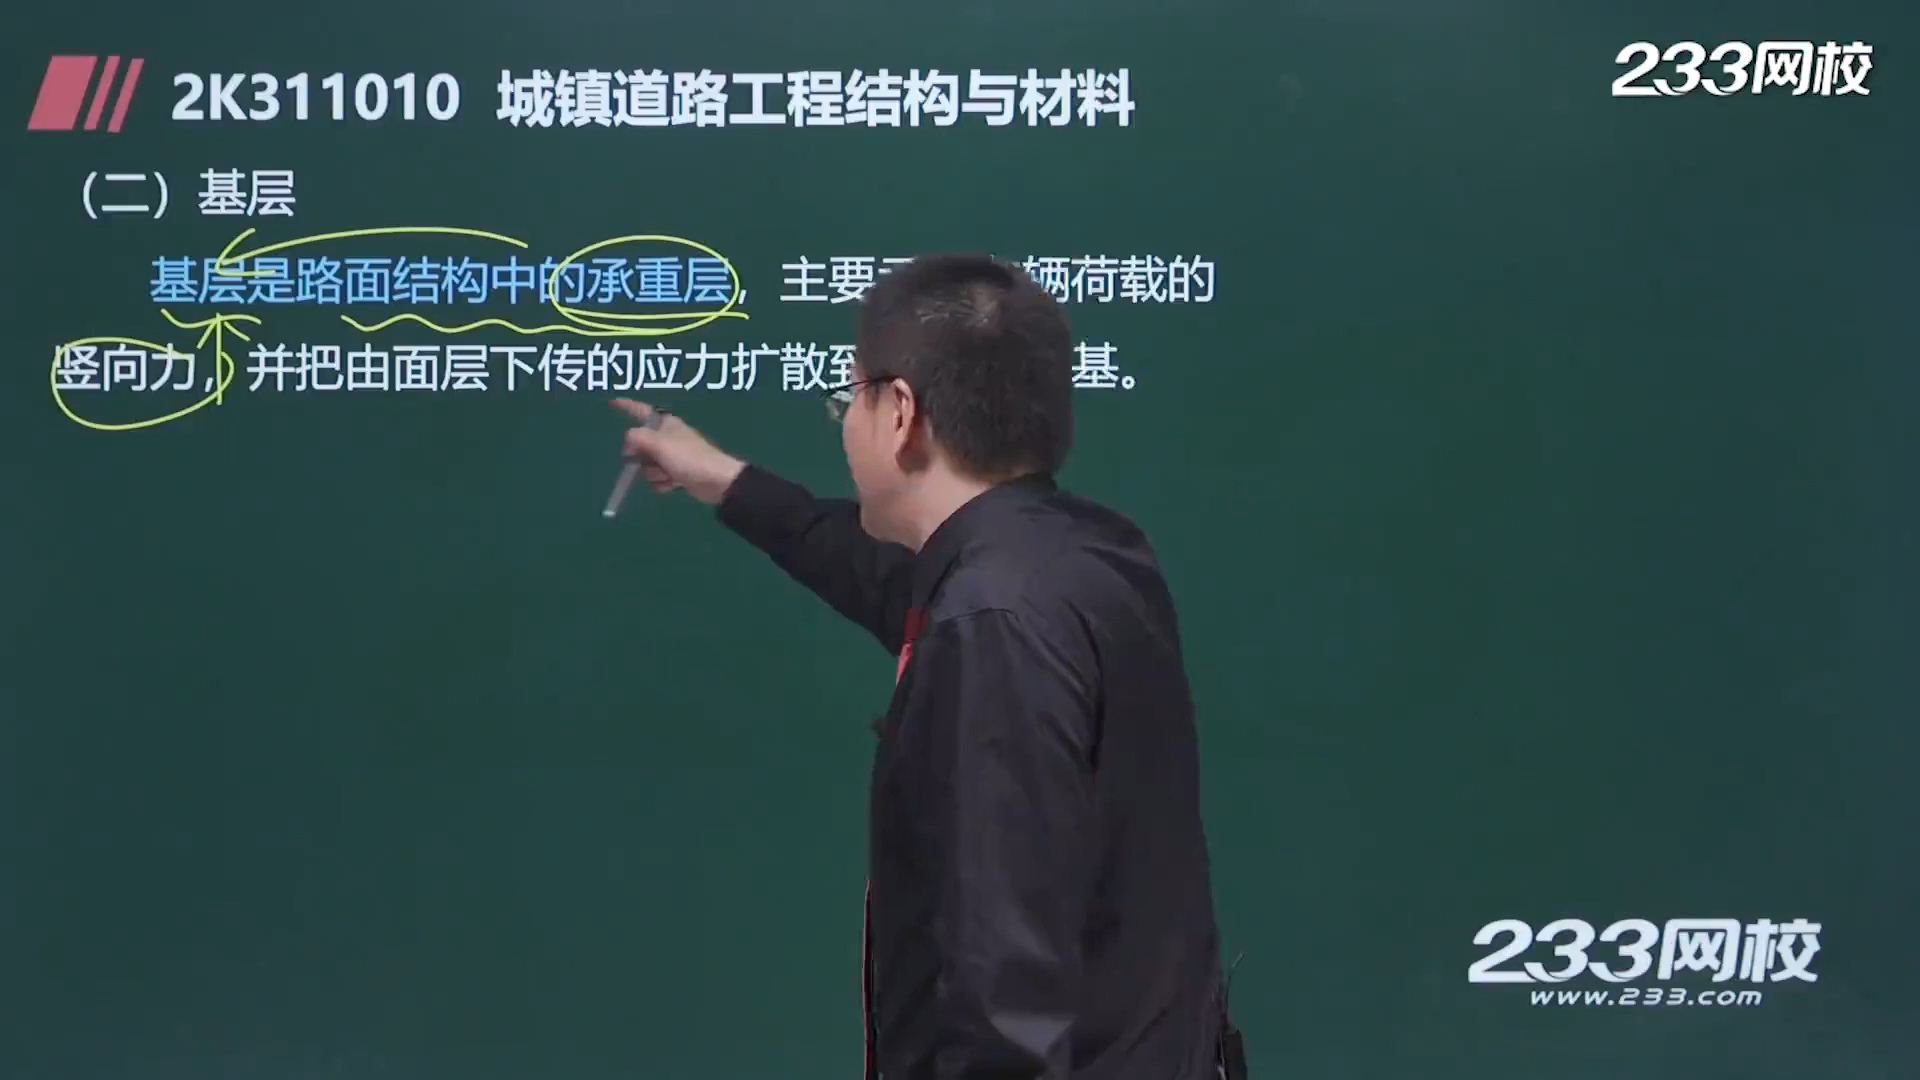 2K311010 城镇道路工程结构与材料
233网校
（二）基层
基层是路面结构中的承重层，主要 辆荷载的
竖向力，并把由面层下传的应力扩散到 基。
233网校
www.233.com